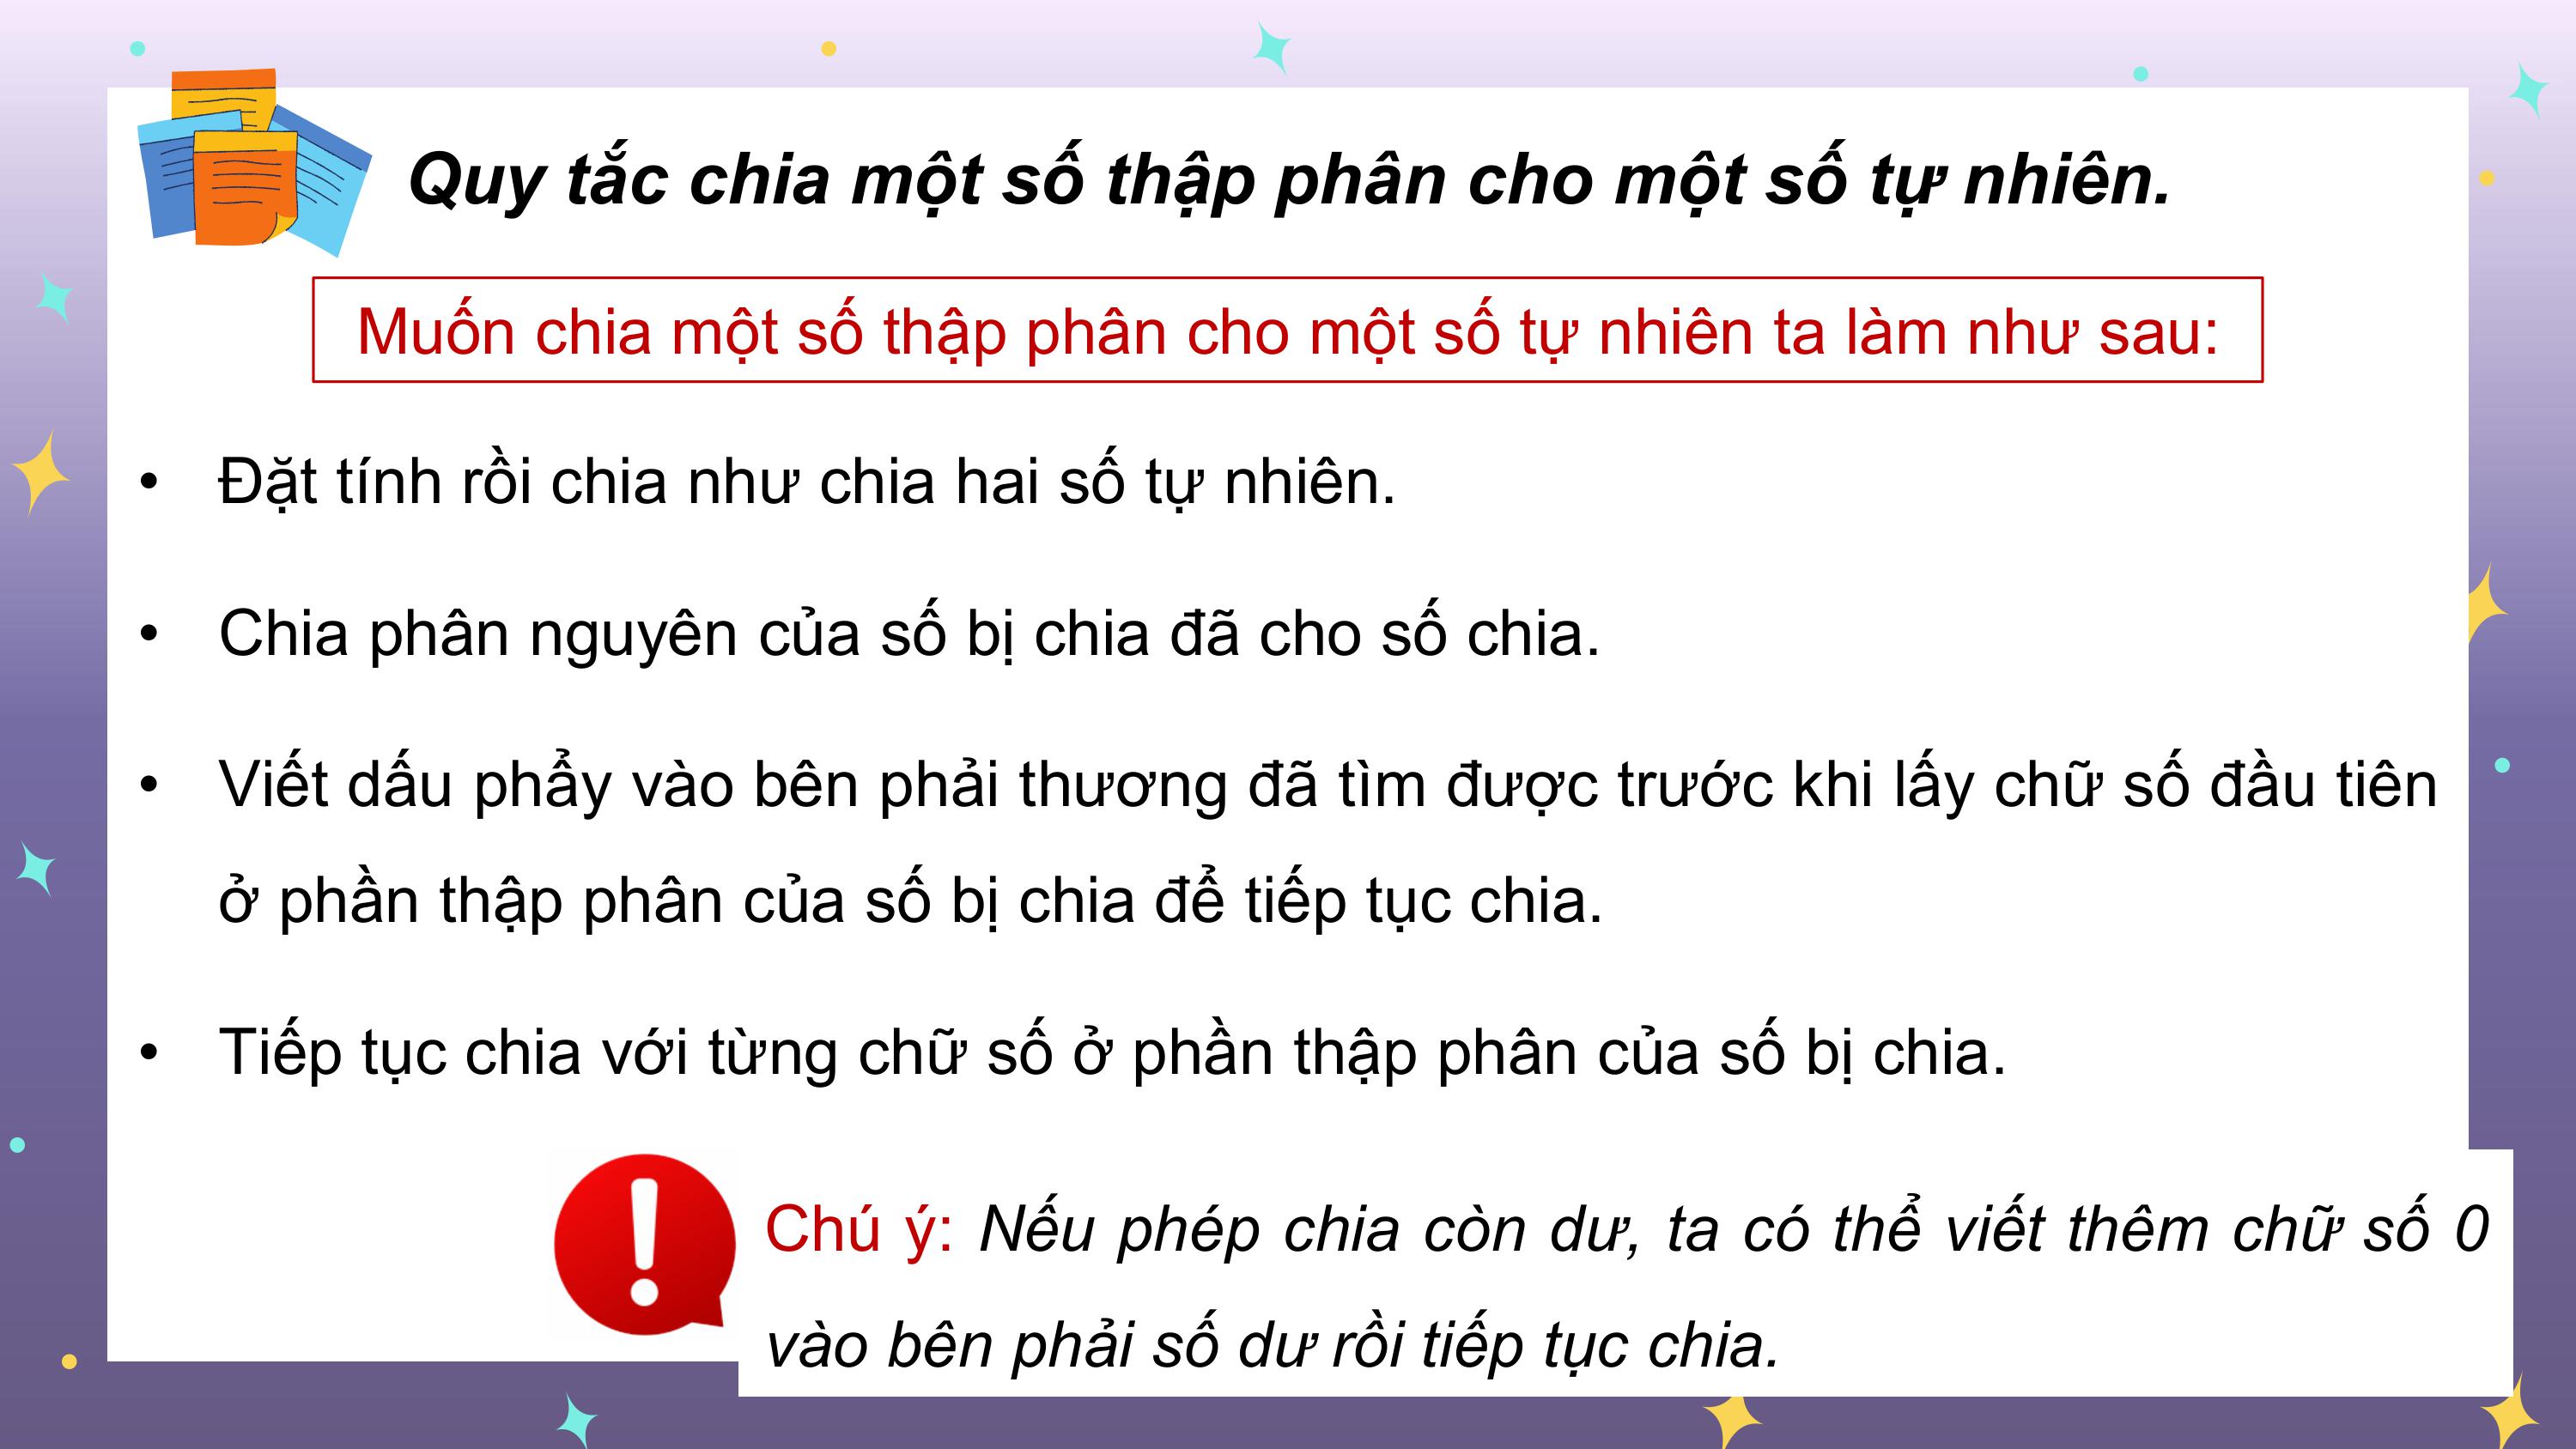 Quy tắc chia một số thập phân cho một số tự nhiên.
Muốn chia một số thập phân cho một số tự nhiên ta làm như sau:
• Đặt tính rồi chia như chia hai số tự nhiên.
• Chia phân nguyên của số bị chia đã cho số chia.
• Viết dấu phẩy vào bên phải thương đã tìm được trước khi lấy chữ số đầu tiên
ở phần thập phân của số bị chia để tiếp tục chia.
• Tiếp tục chia với từng chữ số ở phần thập phân của số bị chia.
Chú ý: Nếu phép chia còn dư, ta có thể viết thêm chữ số 0
vào bên phải số dư rồi tiếp tục chia.